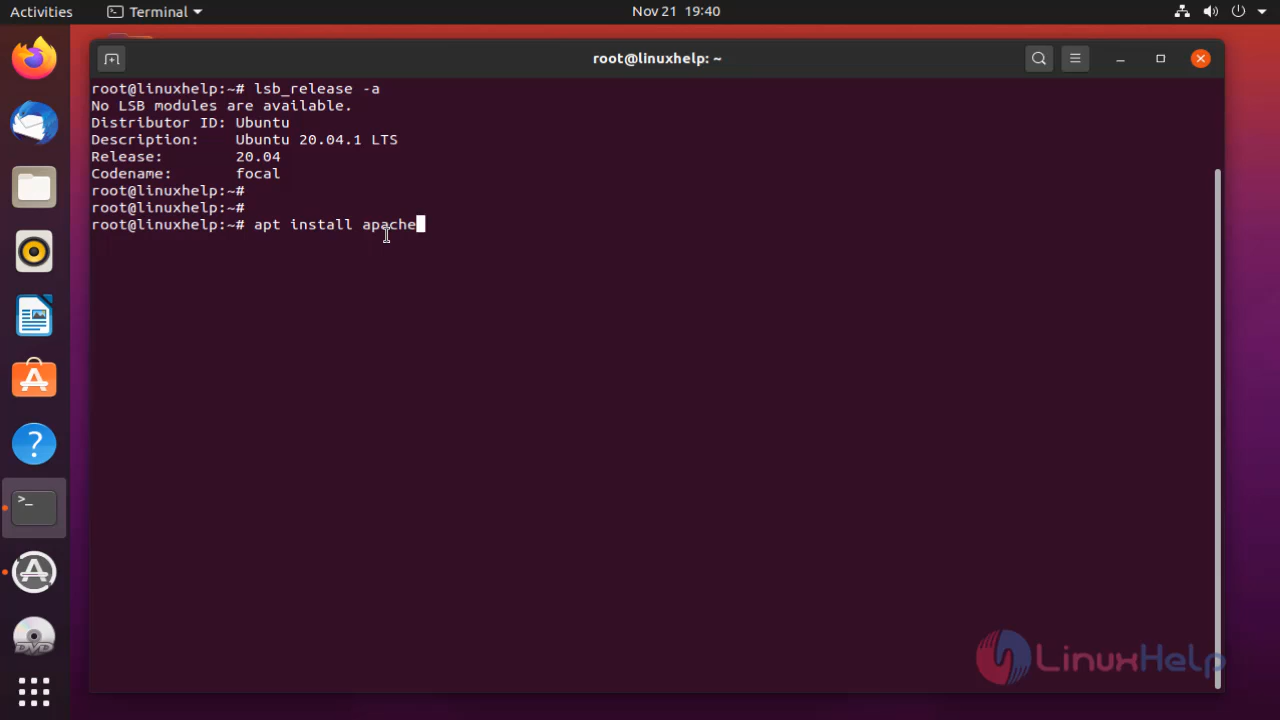 Activities
Terminal
Nov 21 19:40
root@linuxhelp: ~
root@linuxhelp:~# lsb_release -a
No LSB modules are available.
Distributor ID: Ubuntu
Description:    Ubuntu 20.04.1 LTS
Release:        20.04
Codename:       focal
root@linuxhelp:~#
root@linuxhelp:~#
root@linuxhelp:~# apt install apache
>_
?
DVD
LinuxHelp